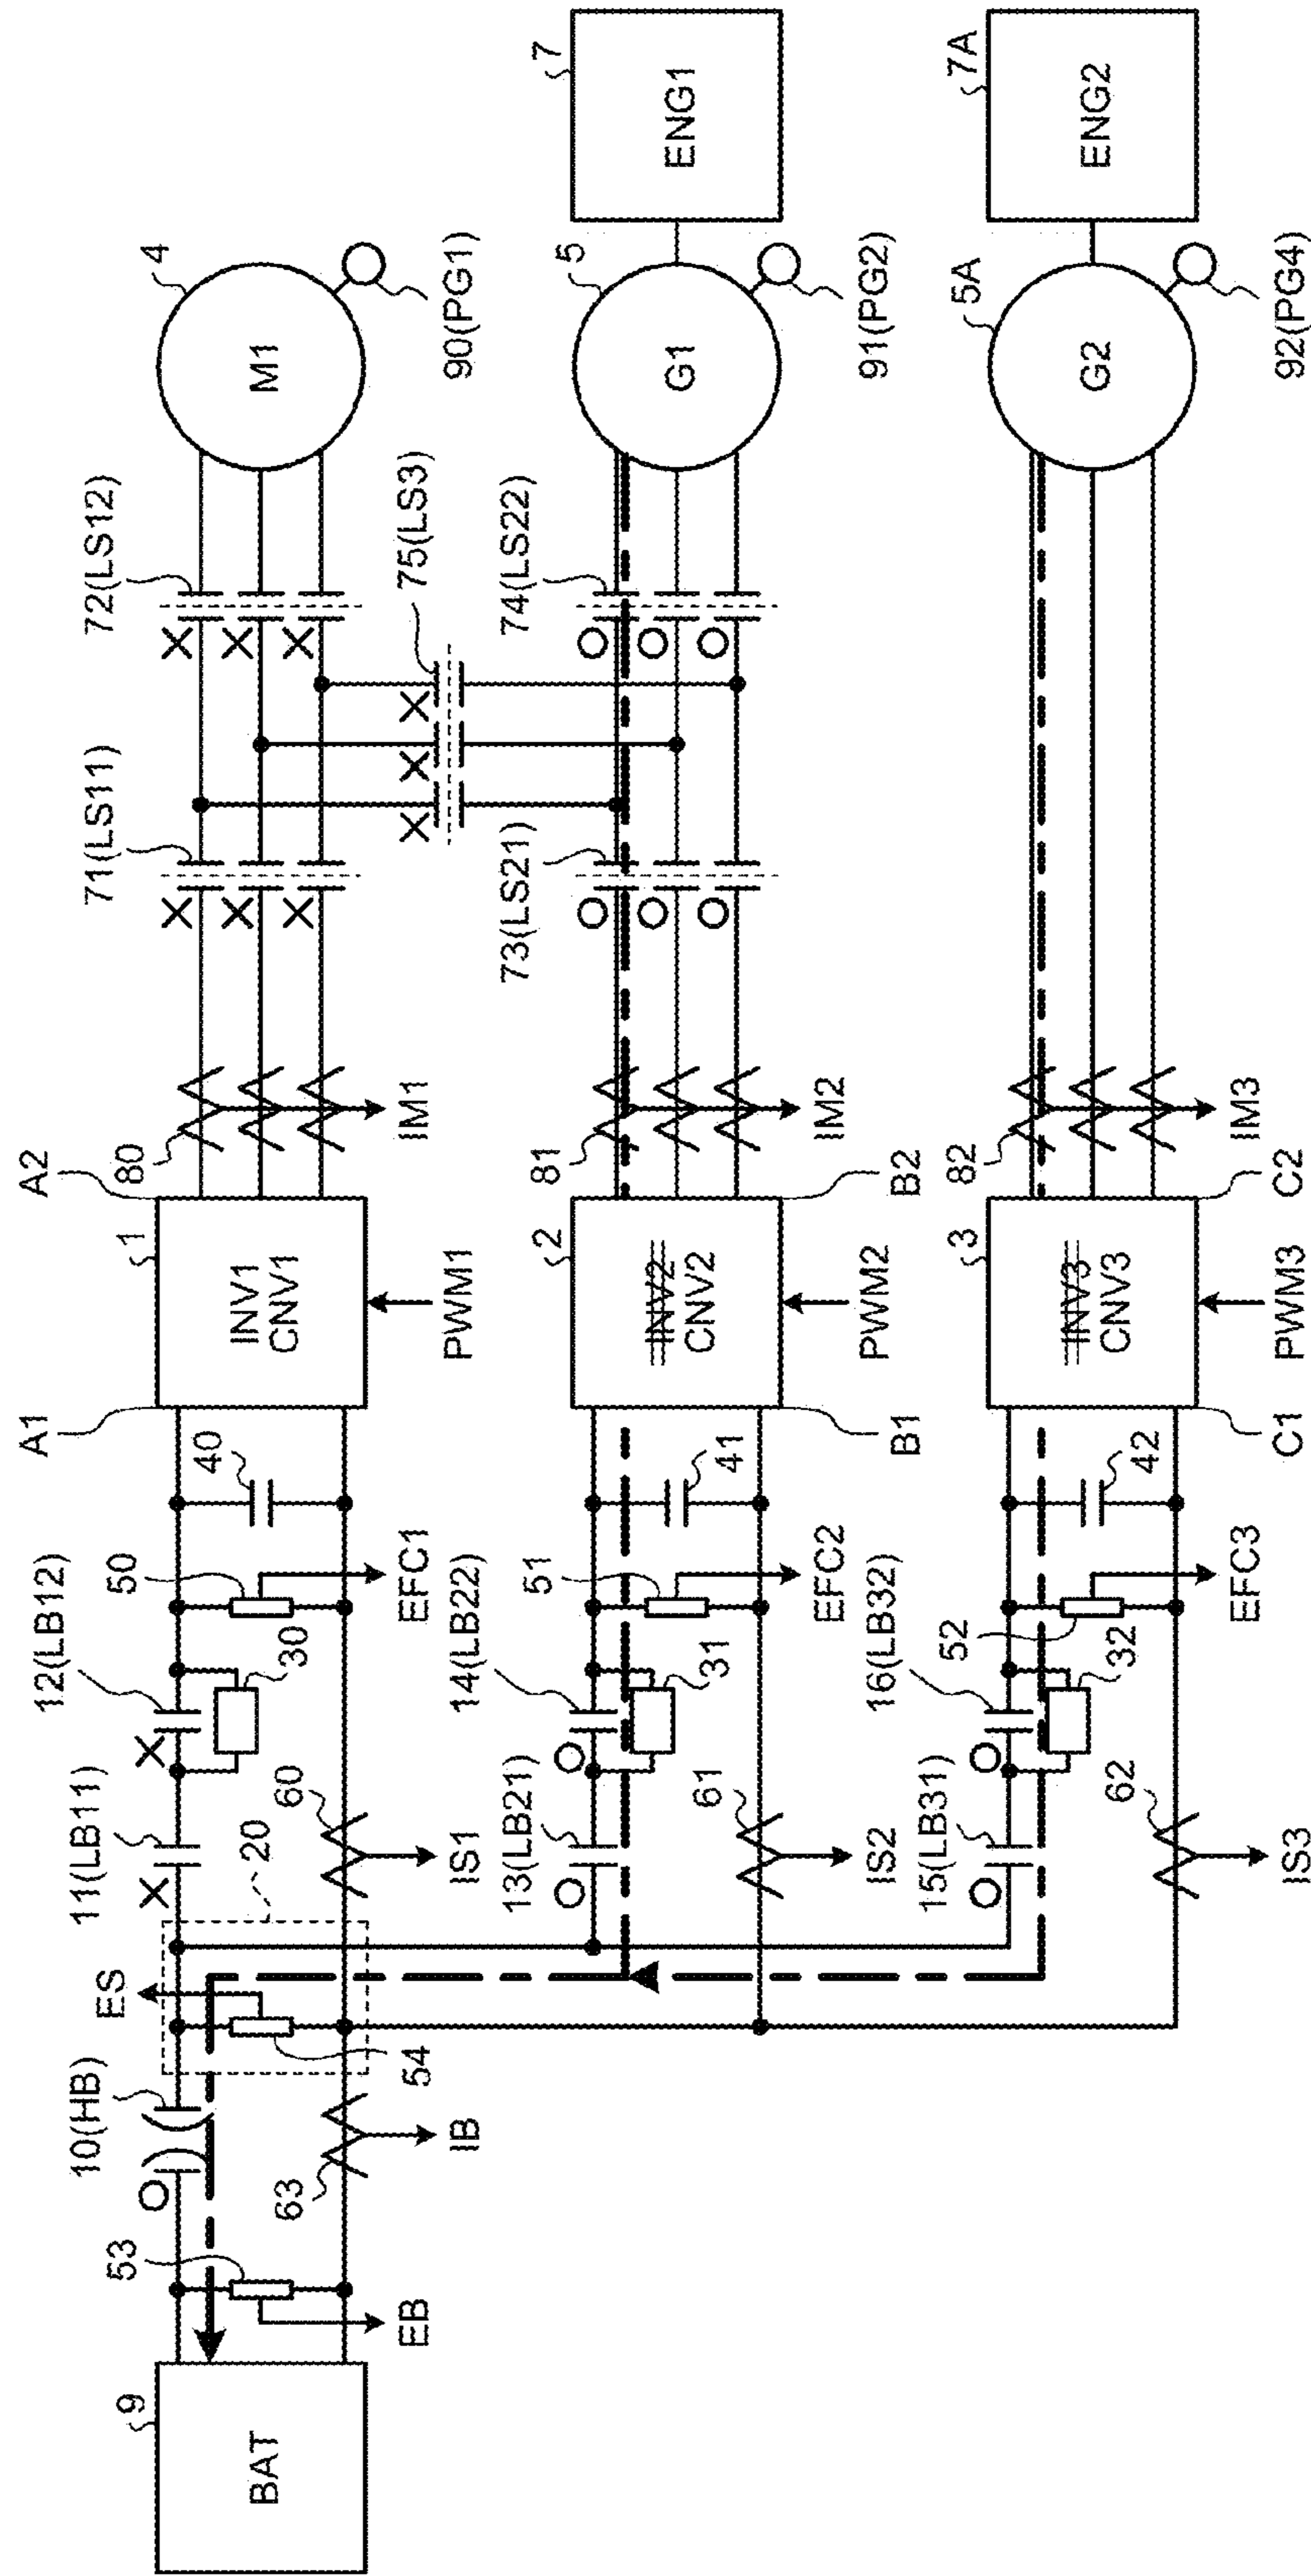 9
BAT
53
EB
10(HB)
63
IB
ES
54
20
11(LB11)
12(LB12)
60
IS1
30
50
EFC1
40
A1
1
INV1
CNV1
A2
PWM1
80
IM1
71(LS11)
72(LS12)
4
M1
90(PG1)
75(LS3)
13(LB21)
14(LB22)
61
IS2
31
51
EFC2
41
B1
2
INV2
CNV2
B2
PWM2
81
IM2
73(LS21)
74(LS22)
5
G1
91(PG2)
7
ENG1
15(LB31)
16(LB32)
62
IS3
32
52
EFC3
42
C1
3
INV3
CNV3
C2
PWM3
82
IM3
5A
G2
92(PG4)
7A
ENG2